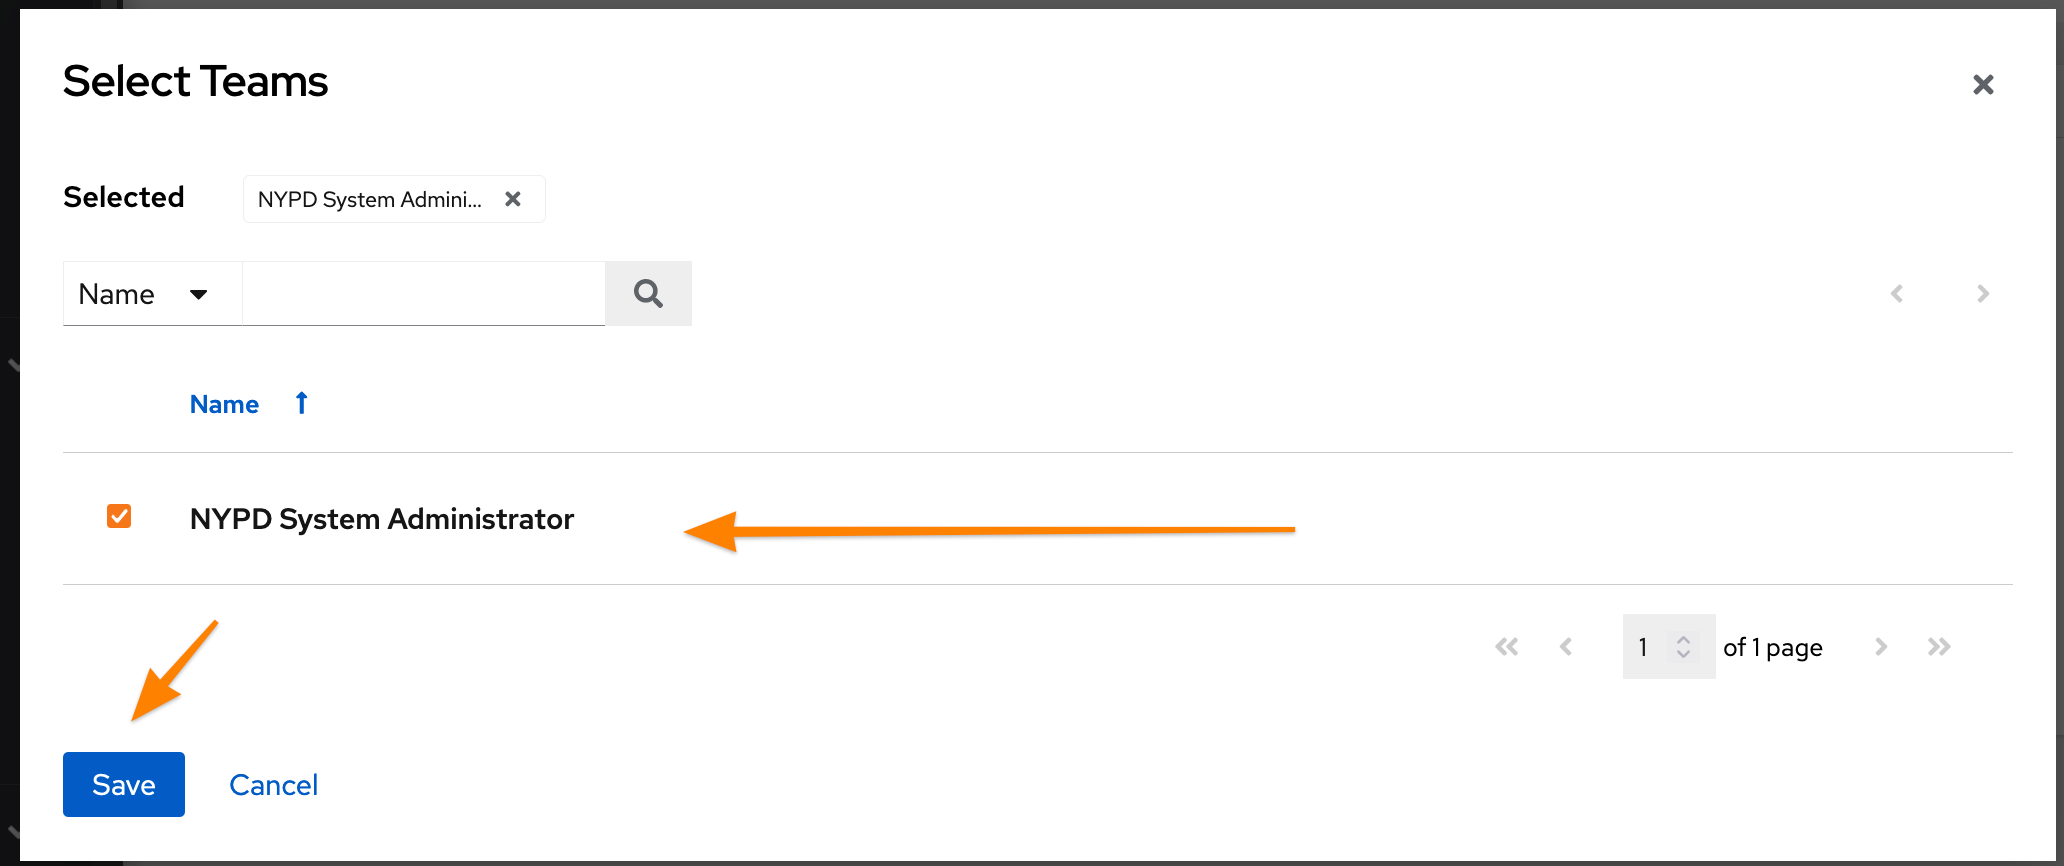 Select Teams
Selected NYPD System Admini...
Name
Name
NYPD System Administrator
1 of 1 page
Save Cancel